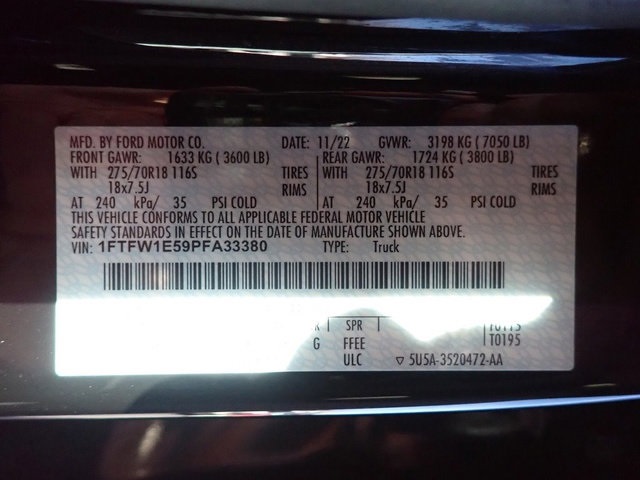 MFD. BY FORD MOTOR CO. DATE: 11/22 GVWR: 3198 KG ( 7050 LB)
FRONT GAWR: 1633 KG ( 3600 LB) REAR GAWR: 1724 KG ( 3800 LB)
WITH 275/70R18 116S TIRES WITH 275/70R18 116S TIRES
18x7.5J RIMS 18x7.5J RIMS
AT 240 kPa/ 35 PSI COLD AT 240 kPa/ 35 PSI COLD
THIS VEHICLE CONFORMS TO ALL APPLICABLE FEDERAL MOTOR VEHICLE
SAFETY STANDARDS IN EFFECT ON THE DATE OF MANUFACTURE SHOWN ABOVE.
VIN: 1FTFW1E59PFA33380 TYPE: Truck
R SPR
G FFEE T0195
ULC ▽ 5U5A-3520472-AA